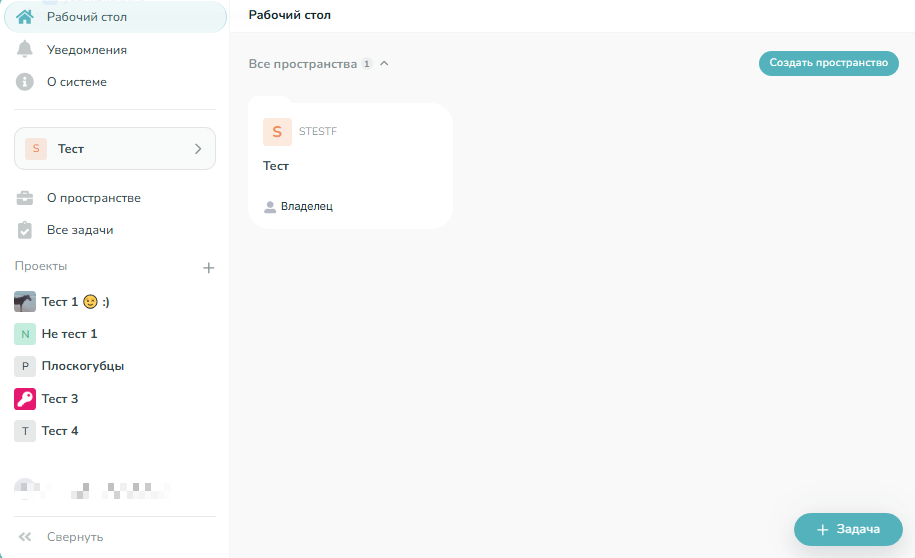 Рабочий стол
Уведомления
О системе
S Тест
О пространстве
Все задачи
Проекты
Тест 1 😉 :)
N Не тест 1
P Плоскогубцы
Тест 3
T Тест 4
Свернуть
Рабочий стол
Все пространства 1
Создать пространство
S STESTF
Тест
Владелец
+ Задача